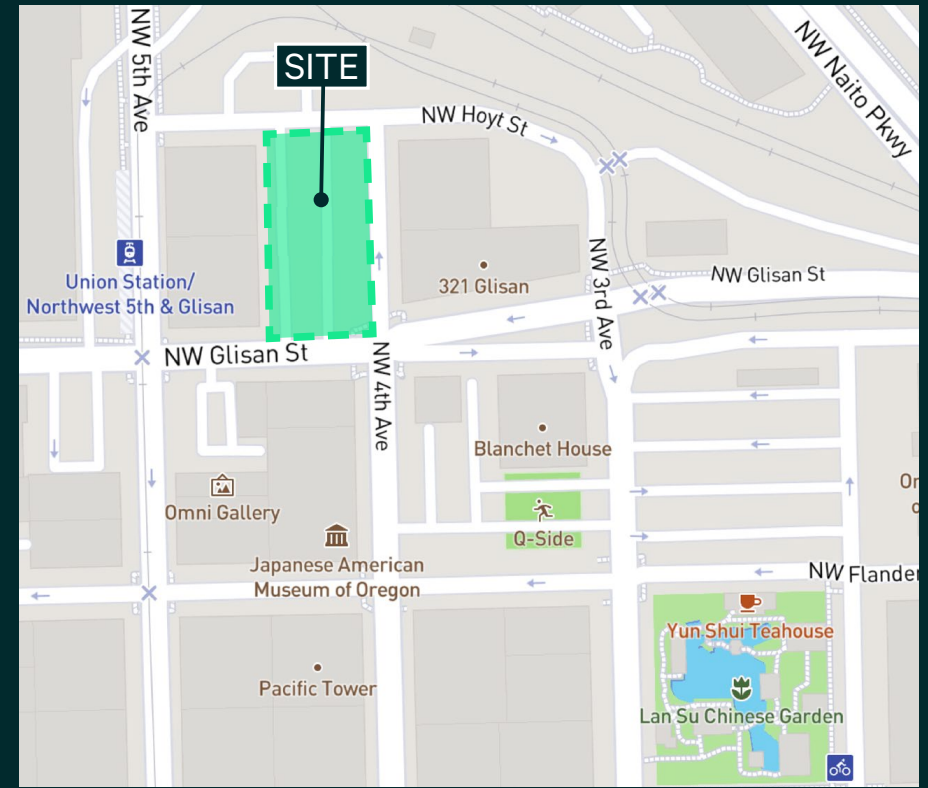 NW 5th Ave
SITE
NW Naito Pkwy
NW Hoyt St
Union Station/
Northwest 5th & Glisan
321 Glisan
NW 3rd Ave
NW Glisan St
NW Glisan St
NW 4th Ave
Blanchet House
Omni Gallery
Q-Side
Or
Japanese American
Museum of Oregon
NW Flander
Yun Shui Teahouse
Pacific Tower
Lan Su Chinese Garden